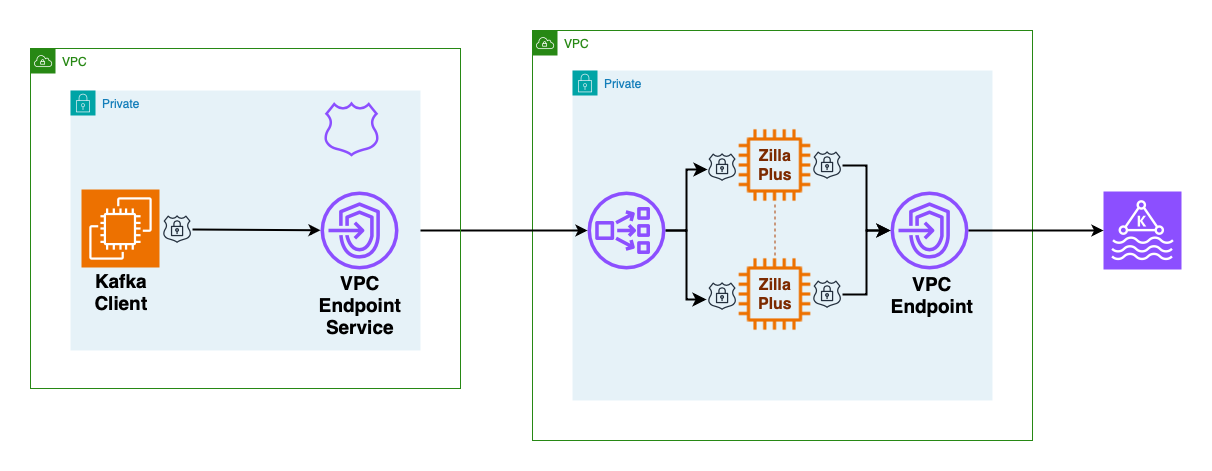 VPC
Private
Kafka
Client
VPC
Endpoint
Service
VPC
Private
Zilla
Plus
Zilla
Plus
VPC
Endpoint
K